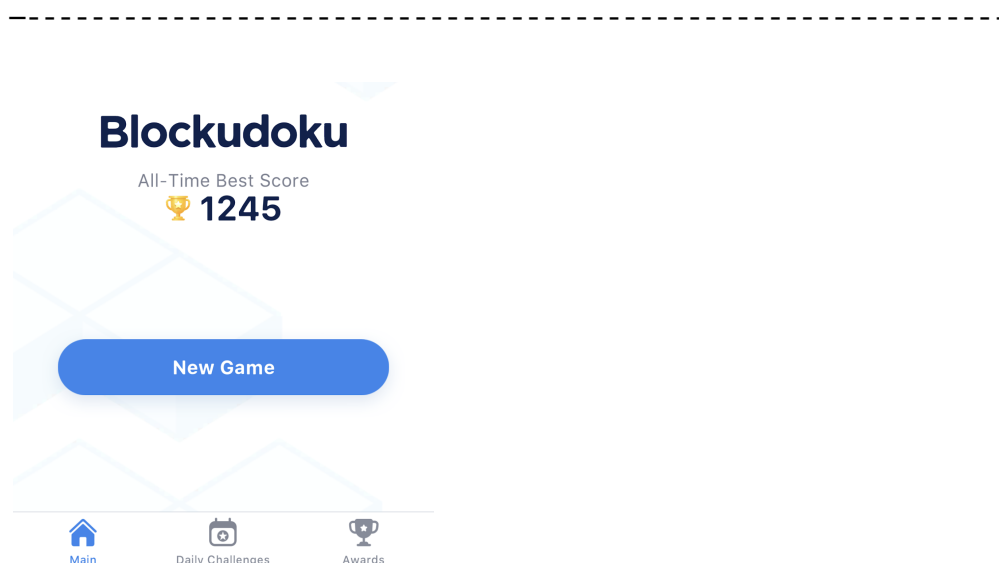 Blockudoku
All-Time Best Score
1245
New Game
Main
Daily Challenges
Awards